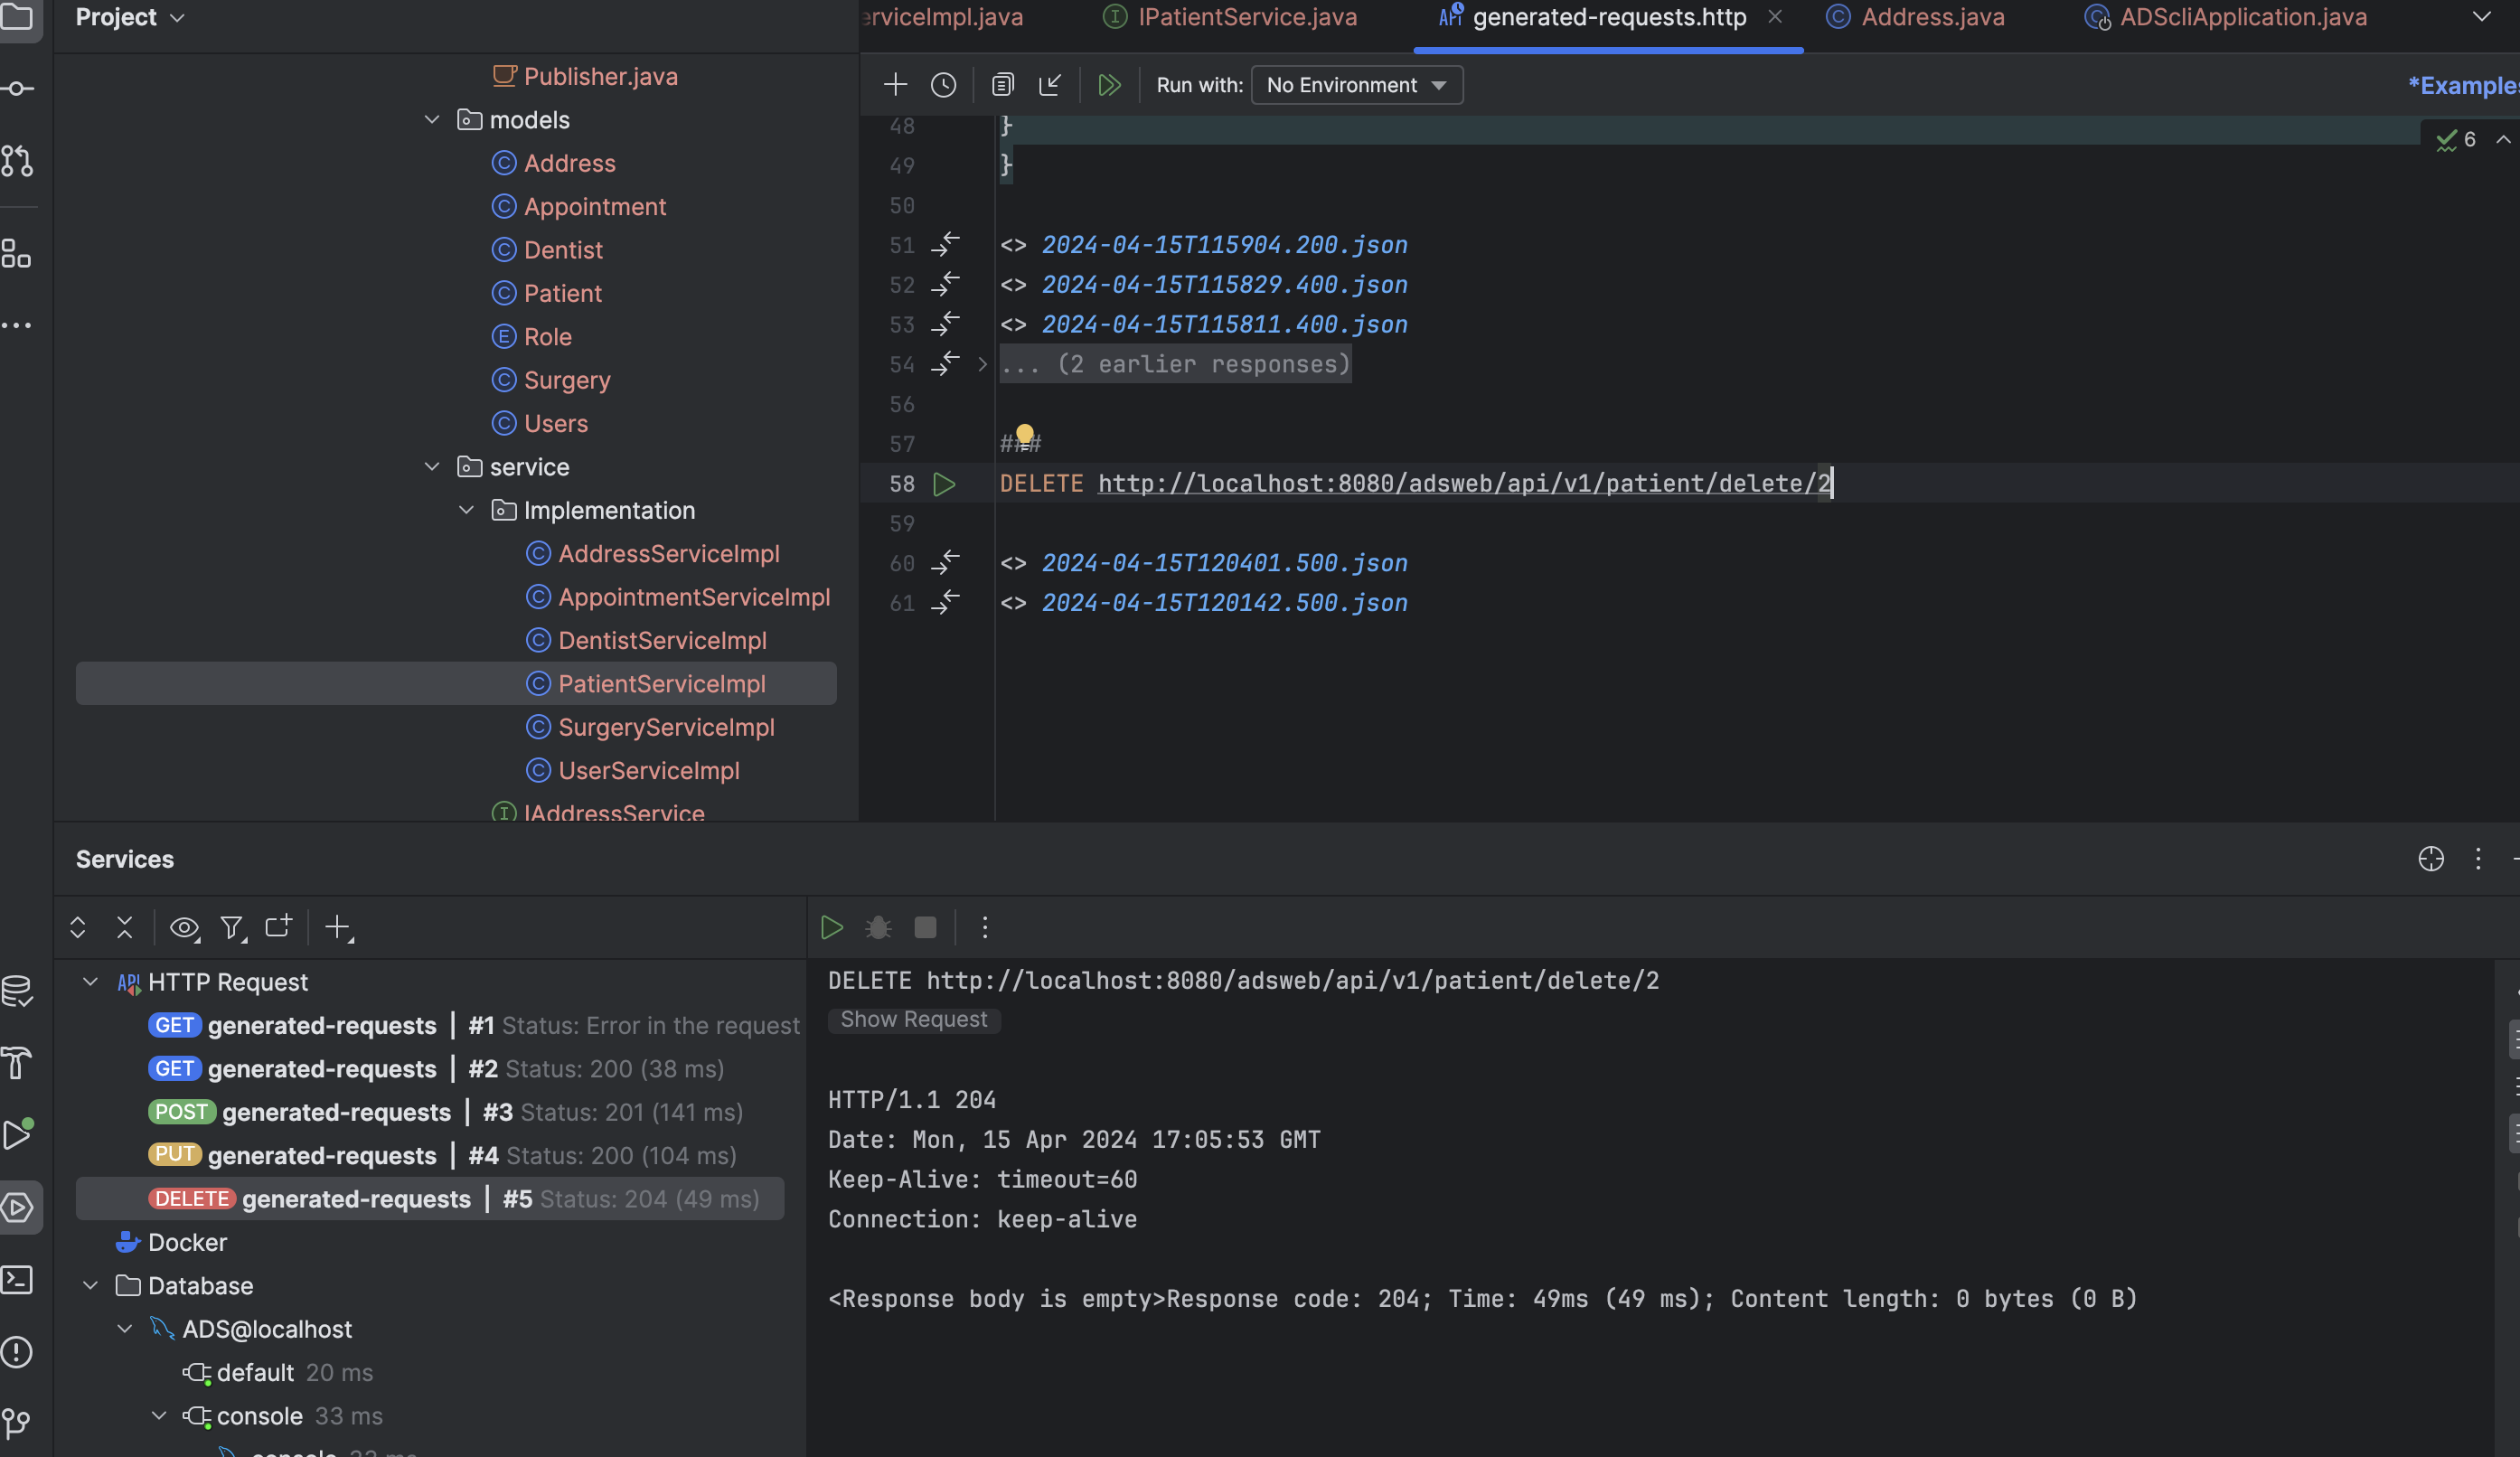 Project
Publisher.java
models
Address
Appointment
Dentist
Patient
Role
Surgery
Users
service
Implementation
AddressServiceImpl
AppointmentServiceImpl
DentistServiceImpl
PatientServiceImpl
SurgeryServiceImpl
UserServiceImpl
IAddressService
erviceImpl.java
IPatientService.java
generated-requests.http
Address.java
ADScliApplication.java
Run with: No Environment
*Examples
6
48 }
49 }
50
51 <> 2024-04-15T115904.200.json
52 <> 2024-04-15T115829.400.json
53 <> 2024-04-15T115811.400.json
54 ... (2 earlier responses)
56
57 ###
58 DELETE http://localhost:8080/adsweb/api/v1/patient/delete/2
59
60 <> 2024-04-15T120401.500.json
61 <> 2024-04-15T120142.500.json
Services
HTTP Request
GET generated-requests | #1 Status: Error in the request
GET generated-requests | #2 Status: 200 (38 ms)
POST generated-requests | #3 Status: 201 (141 ms)
PUT generated-requests | #4 Status: 200 (104 ms)
DELETE generated-requests | #5 Status: 204 (49 ms)
Docker
Database
ADS@localhost
default 20 ms
console 33 ms
console 33 ms
DELETE http://localhost:8080/adsweb/api/v1/patient/delete/2
Show Request
HTTP/1.1 204
Date: Mon, 15 Apr 2024 17:05:53 GMT
Keep-Alive: timeout=60
Connection: keep-alive
<Response body is empty>Response code: 204; Time: 49ms (49 ms); Content length: 0 bytes (0 B)